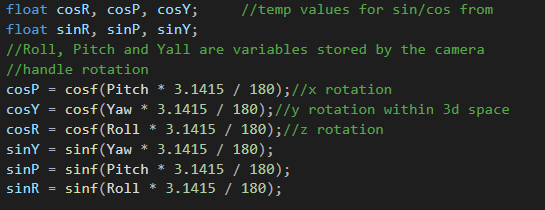 float cosR, cosP, cosY;     //temp values for sin/cos from
float sinR, sinP, sinY;
//Roll, Pitch and Yall are variables stored by the camera
//handle rotation
cosP = cosf(Pitch * 3.1415 / 180);//x rotation
cosY = cosf(Yaw * 3.1415 / 180);//y rotation within 3d space
cosR = cosf(Roll * 3.1415 / 180);//z rotation
sinY = sinf(Yaw * 3.1415 / 180);
sinP = sinf(Pitch * 3.1415 / 180);
sinR = sinf(Roll * 3.1415 / 180);